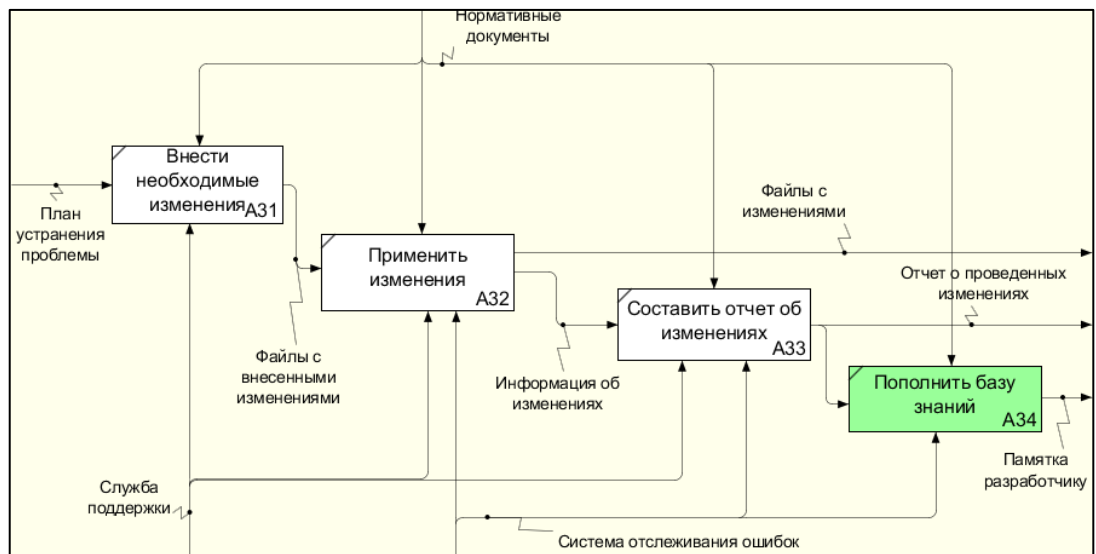 Нормативные
документы
Внести
необходимые
изменения
A31
План
устранения
проблемы
Файлы с
изменениями
Применить
изменения
A32
Отчет о проведенных
изменениях
Составить отчет об
изменениях
A33
Файлы с
внесенными
изменениями
Информация об
изменениях
Пополнить базу
знаний
A34
Памятка
разработчику
Служба
поддержки
Система отслеживания ошибок